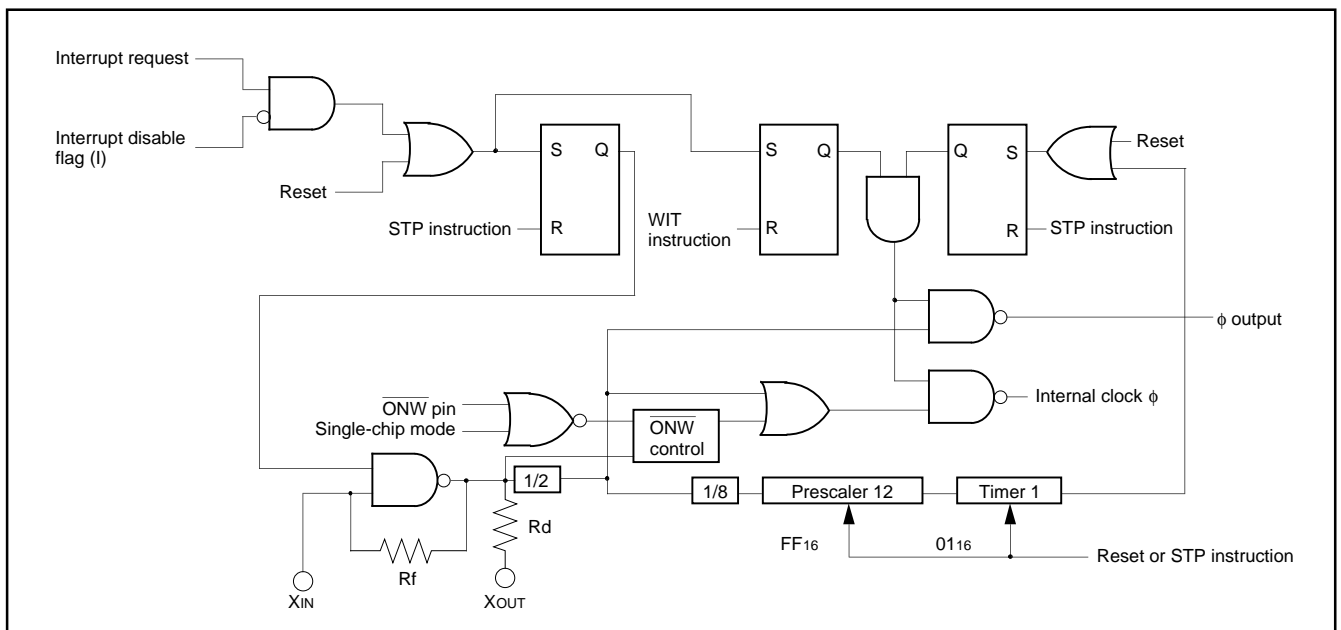 Interrupt request
Interrupt disable
flag (I)
Reset
S
Q
R
STP instruction
S
Q
R
WIT
instruction
Q
S
R
Reset
STP instruction
ϕ output
Internal clock ϕ
ONW pin
Single-chip mode
ONW
control
1/2
1/8
Prescaler 12
Timer 1
Rd
Rf
XIN
XOUT
FF16
0116
Reset or STP instruction